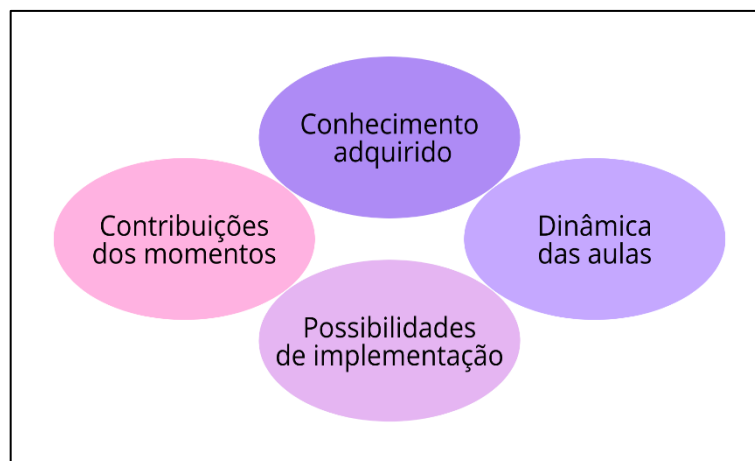 Conhecimento
adquirido
Contribuições
dos momentos
Dinâmica
das aulas
Possibilidades
de implementação